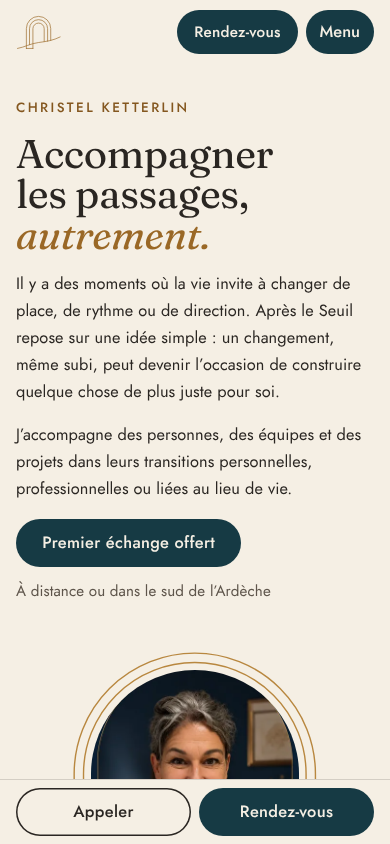 Rendez-vous
Menu
CHRISTEL KETTERLIN
Accompagner
les passages,
autrement.
Il y a des moments où la vie invite à changer de
place, de rythme ou de direction. Après le Seuil
repose sur une idée simple : un changement,
même subi, peut devenir l’occasion de construire
quelque chose de plus juste pour soi.
J’accompagne des personnes, des équipes et des
projets dans leurs transitions personnelles,
professionnelles ou liées au lieu de vie.
Premier échange offert
À distance ou dans le sud de l’Ardèche
Appeler
Rendez-vous